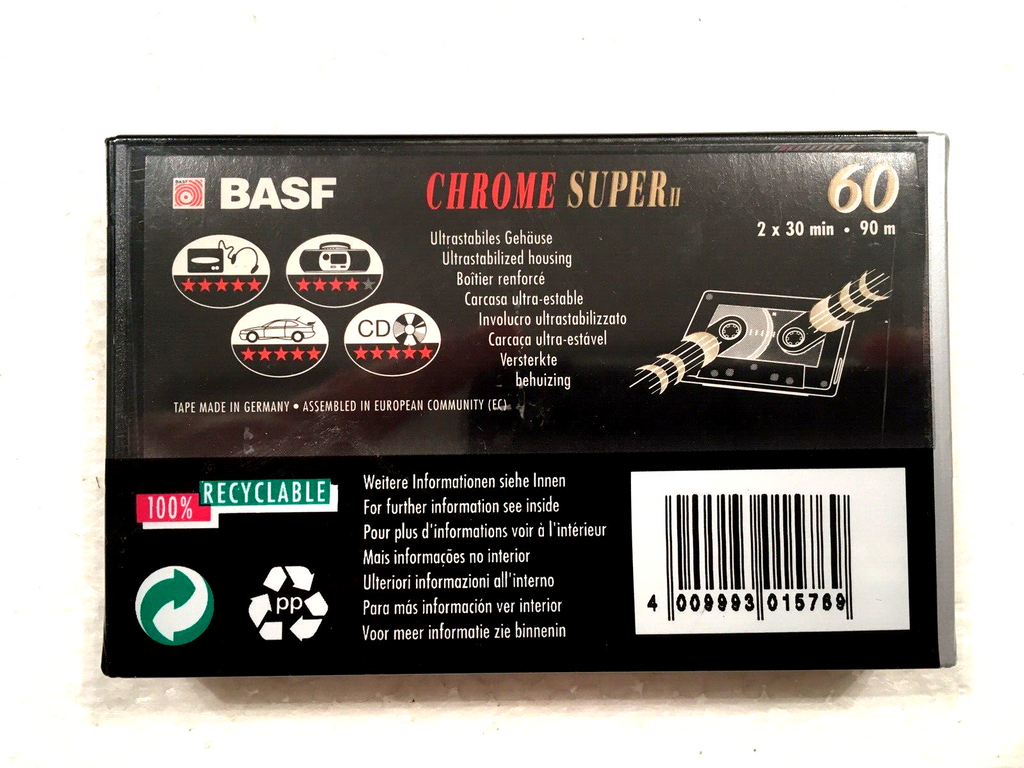 BASF
CHROME SUPER II
60
2 x 30 min • 90 m
Ultrastabiles Gehäuse
Ultrastabilized housing
Boîtier renforcé
Carcasa ultra-estable
Involucro ultrastabilizzato
Carcaça ultra-estável
Versterkte
behuizing
CD
TAPE MADE IN GERMANY • ASSEMBLED IN EUROPEAN COMMUNITY (EC)
100% RECYCLABLE
PP
Weitere Informationen siehe Innen
For further information see inside
Pour plus d'informations voir à l'intérieur
Mais informações no interior
Ulteriori informazioni all'interno
Para más información ver interior
Voor meer informatie zie binnenin
4 009993 015769